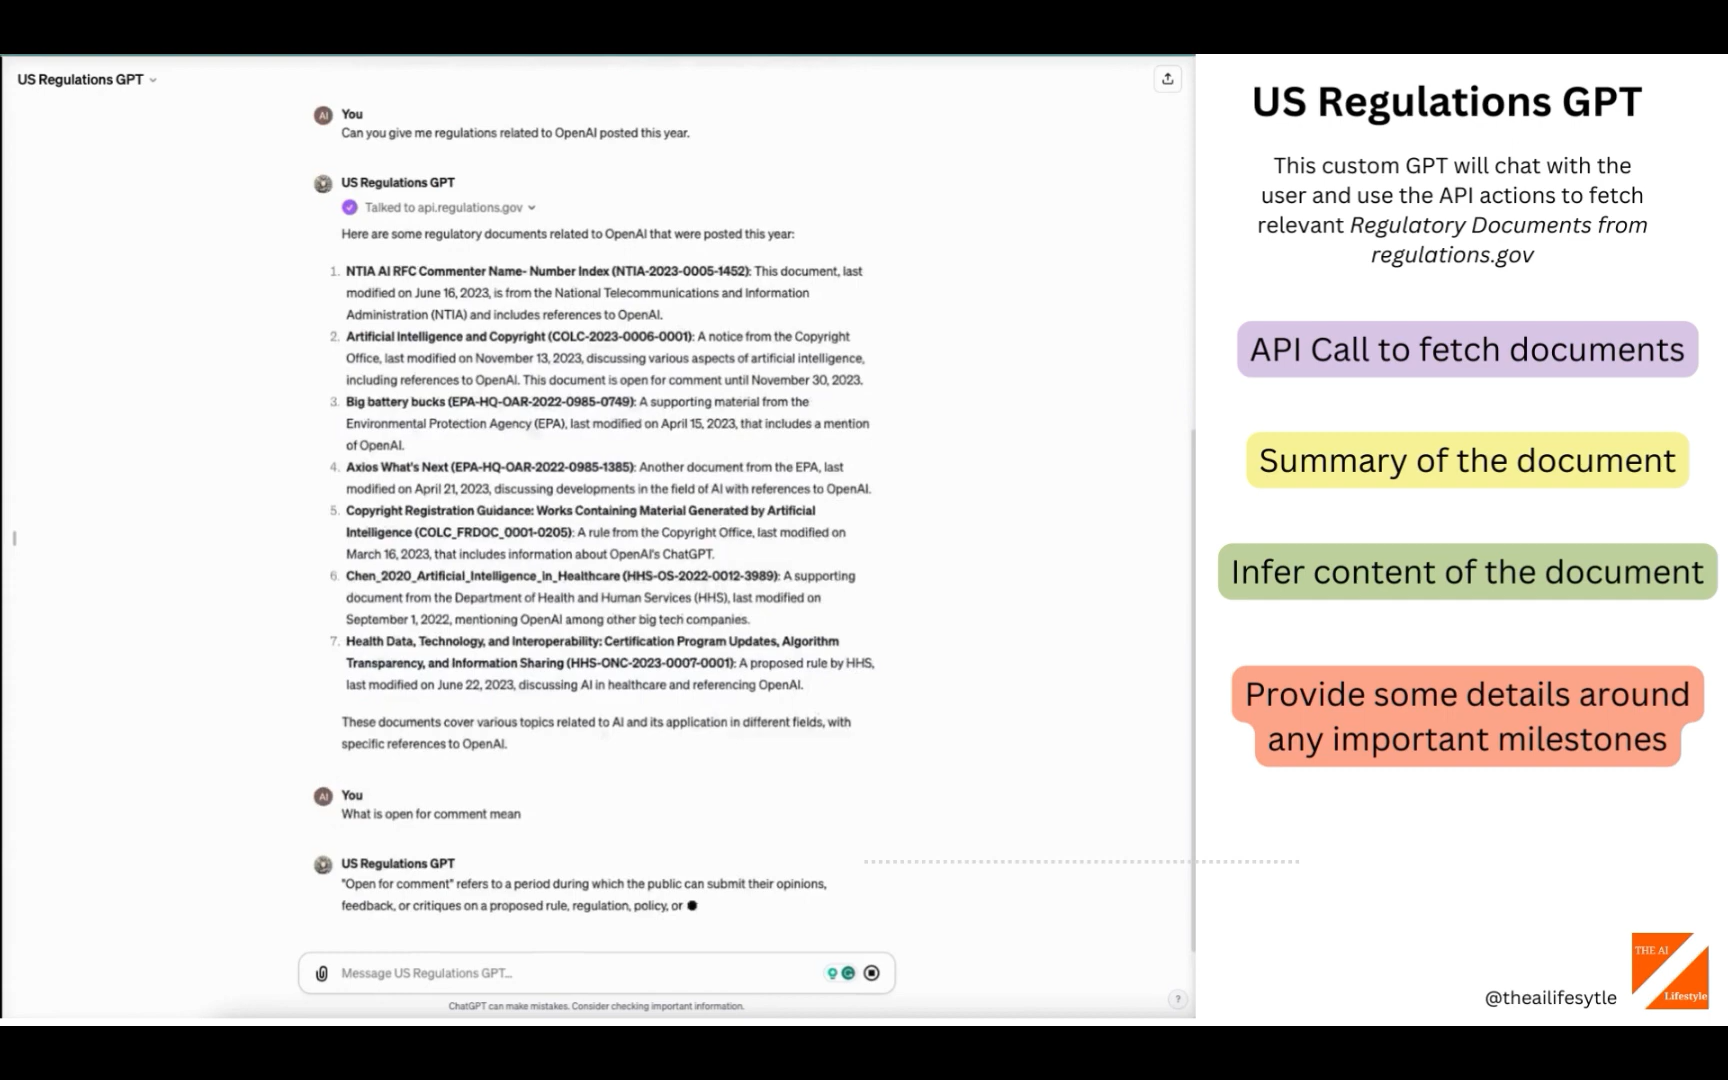 US Regulations GPT
You
Can you give me regulations related to OpenAI posted this year.
US Regulations GPT
Talked to api.regulations.gov
Here are some regulatory documents related to OpenAI that were posted this year:
1. NTIA AI RFC Commenter Name- Number Index (NTIA-2023-0005-1452): This document, last
modified on June 16, 2023, is from the National Telecommunications and Information
Administration (NTIA) and includes references to OpenAI.
2. Artificial Intelligence and Copyright (COLC-2023-0006-0001): A notice from the Copyright
Office, last modified on November 13, 2023, discussing various aspects of artificial intelligence,
including references to OpenAI. This document is open for comment until November 30, 2023.
3. Big battery bucks (EPA-HQ-OAR-2022-0985-0749): A supporting material from the
Environmental Protection Agency (EPA), last modified on April 15, 2023, that includes a mention
of OpenAI.
4. Axios What's Next (EPA-HQ-OAR-2022-0985-1385): Another document from the EPA, last
modified on April 21, 2023, discussing developments in the field of AI with references to OpenAI.
5. Copyright Registration Guidance: Works Containing Material Generated by Artificial
Intelligence (COLC_FRDOC_0001-0205): A rule from the Copyright Office, last modified on
March 16, 2023, that includes information about OpenAI's ChatGPT.
6. Chen_2020_Artificial_Intelligence_in_Healthcare (HHS-OS-2022-0012-3989): A supporting
document from the Department of Health and Human Services (HHS), last modified on
September 1, 2022, mentioning OpenAI among other big tech companies.
7. Health Data, Technology, and Interoperability: Certification Program Updates, Algorithm
Transparency, and Information Sharing (HHS-ONC-2023-0007-0001): A proposed rule by HHS,
last modified on June 22, 2023, discussing AI in healthcare and referencing OpenAI.
These documents cover various topics related to AI and its application in different fields, with
specific references to OpenAI.
AI
You
What is open for comment mean
US Regulations GPT
"Open for comment" refers to a period during which the public can submit their opinions,
feedback, or critiques on a proposed rule, regulation, policy, or
Message US Regulations GPT...
ChatGPT can make mistakes. Consider checking important information.
?
US Regulations GPT
This custom GPT will chat with the
user and use the API actions to fetch
relevant Regulatory Documents from
regulations.gov
API Call to fetch documents
Summary of the document
Infer content of the document
Provide some details around
any important milestones
@theailifesytle
THE AI
Lifestyle